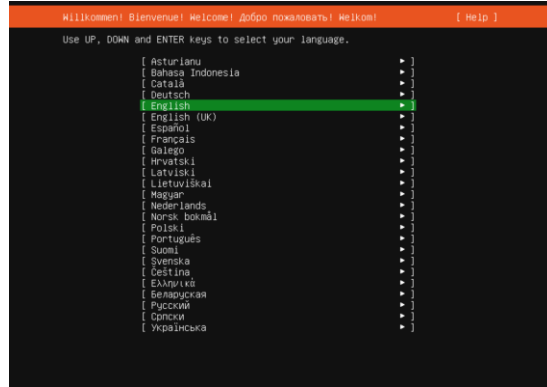 Willkommen! Bienvenue! Welcome! Добро пожаловать! Welkom! [ Help ]
Use UP, DOWN and ENTER keys to select your language.
[ Asturianu ▸ ]
[ Bahasa Indonesia ▸ ]
[ Català ▸ ]
[ Deutsch ▸ ]
[ English ▸ ]
[ English (UK) ▸ ]
[ Español ▸ ]
[ Français ▸ ]
[ Galego ▸ ]
[ Hrvatski ▸ ]
[ Latviski ▸ ]
[ Lietuviškai ▸ ]
[ Magyar ▸ ]
[ Nederlands ▸ ]
[ Norsk bokmål ▸ ]
[ Polski ▸ ]
[ Português ▸ ]
[ Suomi ▸ ]
[ Svenska ▸ ]
[ Čeština ▸ ]
[ Ελληνικά ▸ ]
[ Беларуская ▸ ]
[ Русский ▸ ]
[ Српски ▸ ]
[ Українська ▸ ]